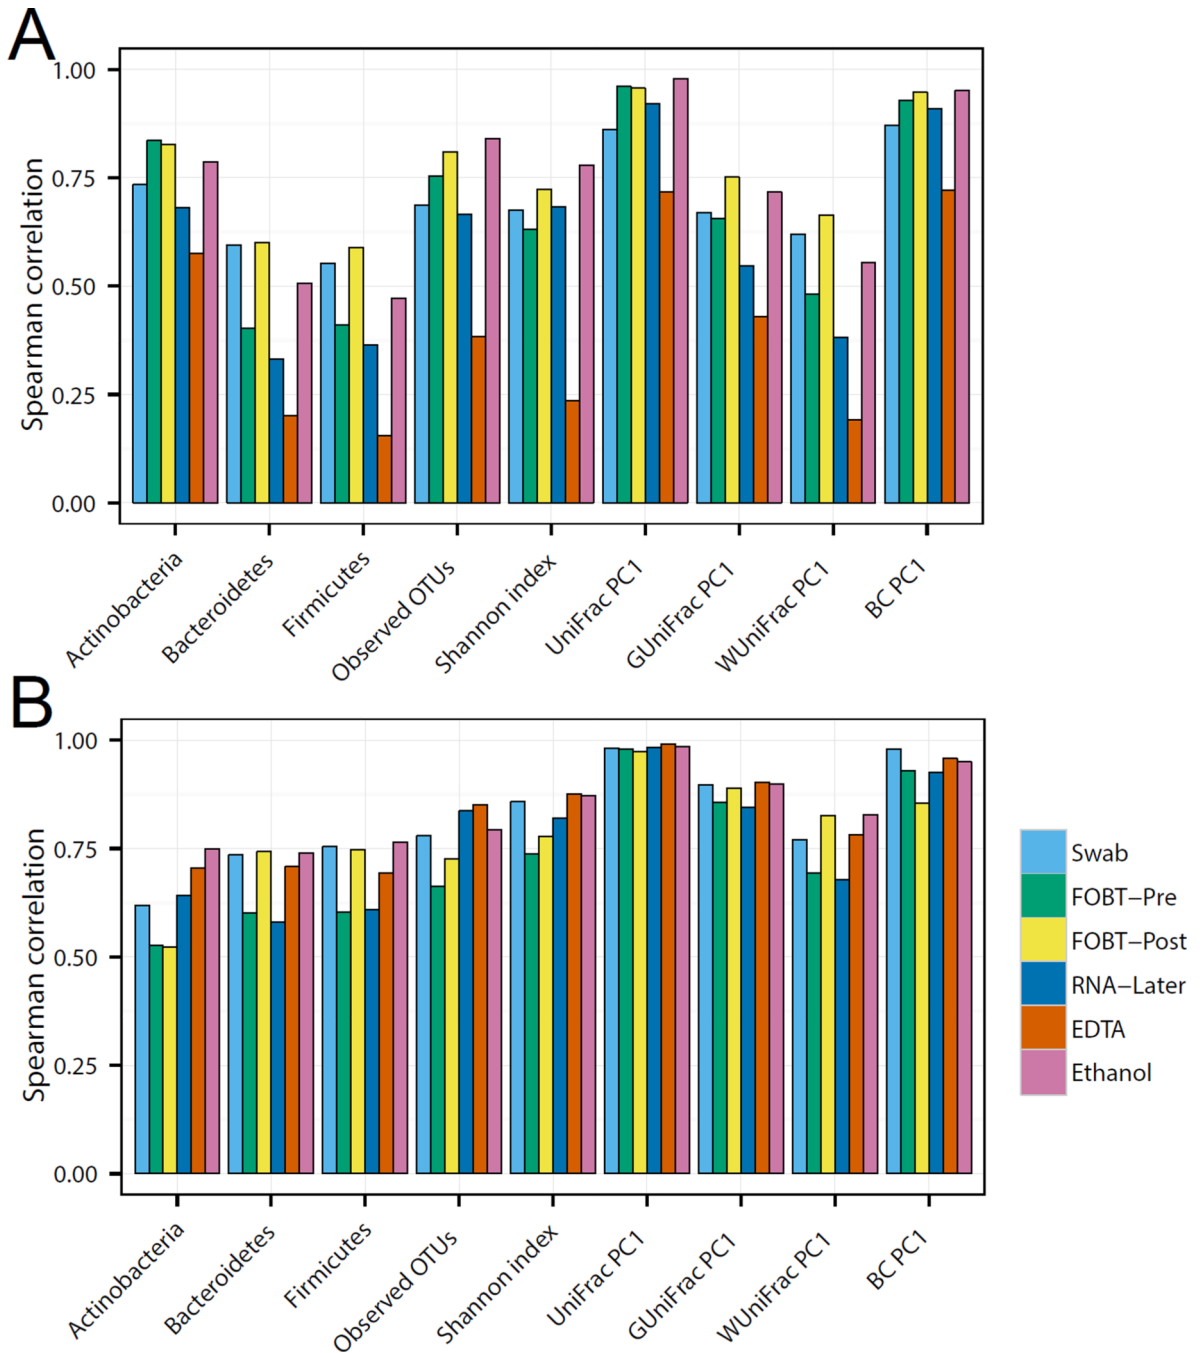 A
1.00
0.75
0.50
0.25
0.00
Spearman correlation
Actinobacteria
Bacteroidetes
Firmicutes
Observed OTUs
Shannon index
UniFrac PC1
GUniFrac PC1
WUniFrac PC1
BC PC1
B
1.00
0.75
0.50
0.25
0.00
Spearman correlation
Actinobacteria
Bacteroidetes
Firmicutes
Observed OTUs
Shannon index
UniFrac PC1
GUniFrac PC1
WUniFrac PC1
BC PC1
Swab
FOBT−Pre
FOBT−Post
RNA−Later
EDTA
Ethanol